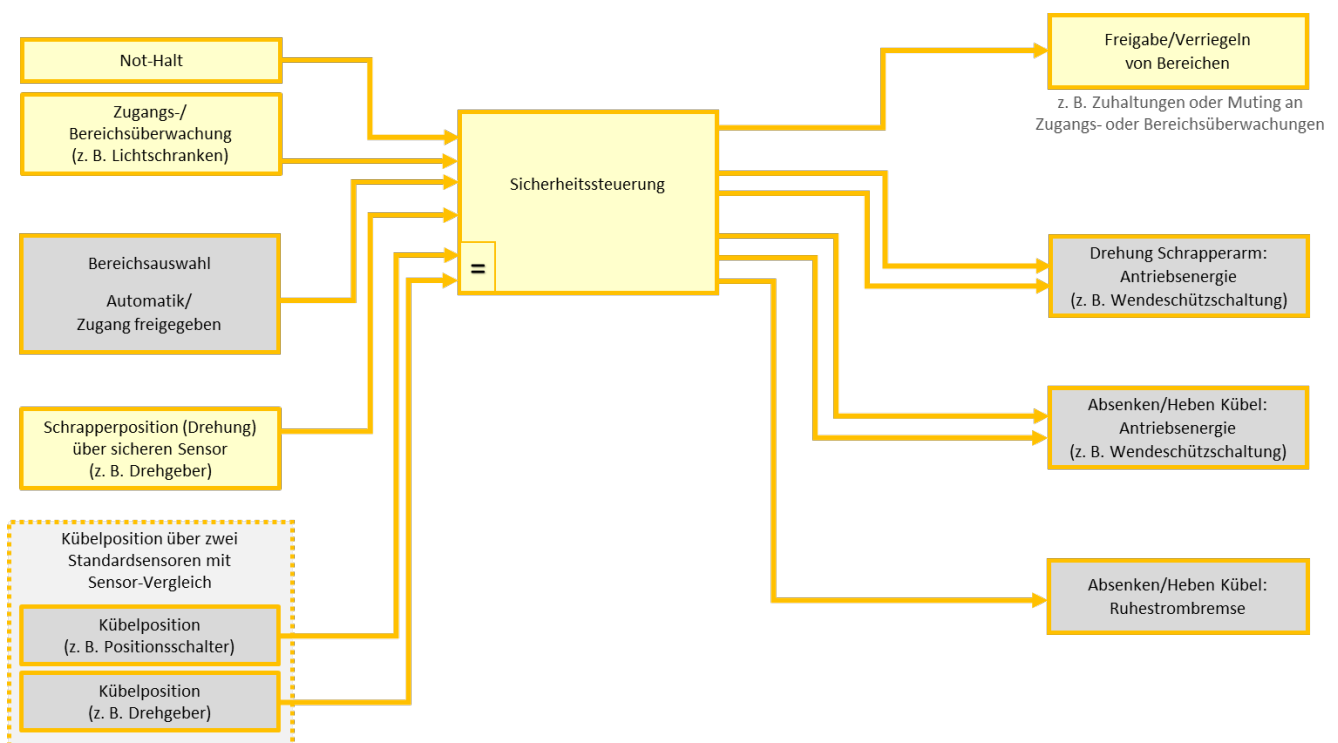 Not-Halt
Zugangs-/
Bereichsüberwachung
(z. B. Lichtschranken)
Bereichsauswahl
Automatik/
Zugang freigegeben
Schrapperposition (Drehung)
über sicheren Sensor
(z. B. Drehgeber)
Kübelposition über zwei
Standardsensoren mit
Sensor-Vergleich
Kübelposition
(z. B. Positionsschalter)
Kübelposition
(z. B. Drehgeber)
Sicherheitssteuerung
=
Freigabe/Verriegeln
von Bereichen
z. B. Zuhaltungen oder Muting an
Zugangs- oder Bereichsüberwachungen
Drehung Schrapperarm:
Antriebsenergie
(z. B. Wendeschützschaltung)
Absenken/Heben Kübel:
Antriebsenergie
(z. B. Wendeschützschaltung)
Absenken/Heben Kübel:
Ruhestrombremse